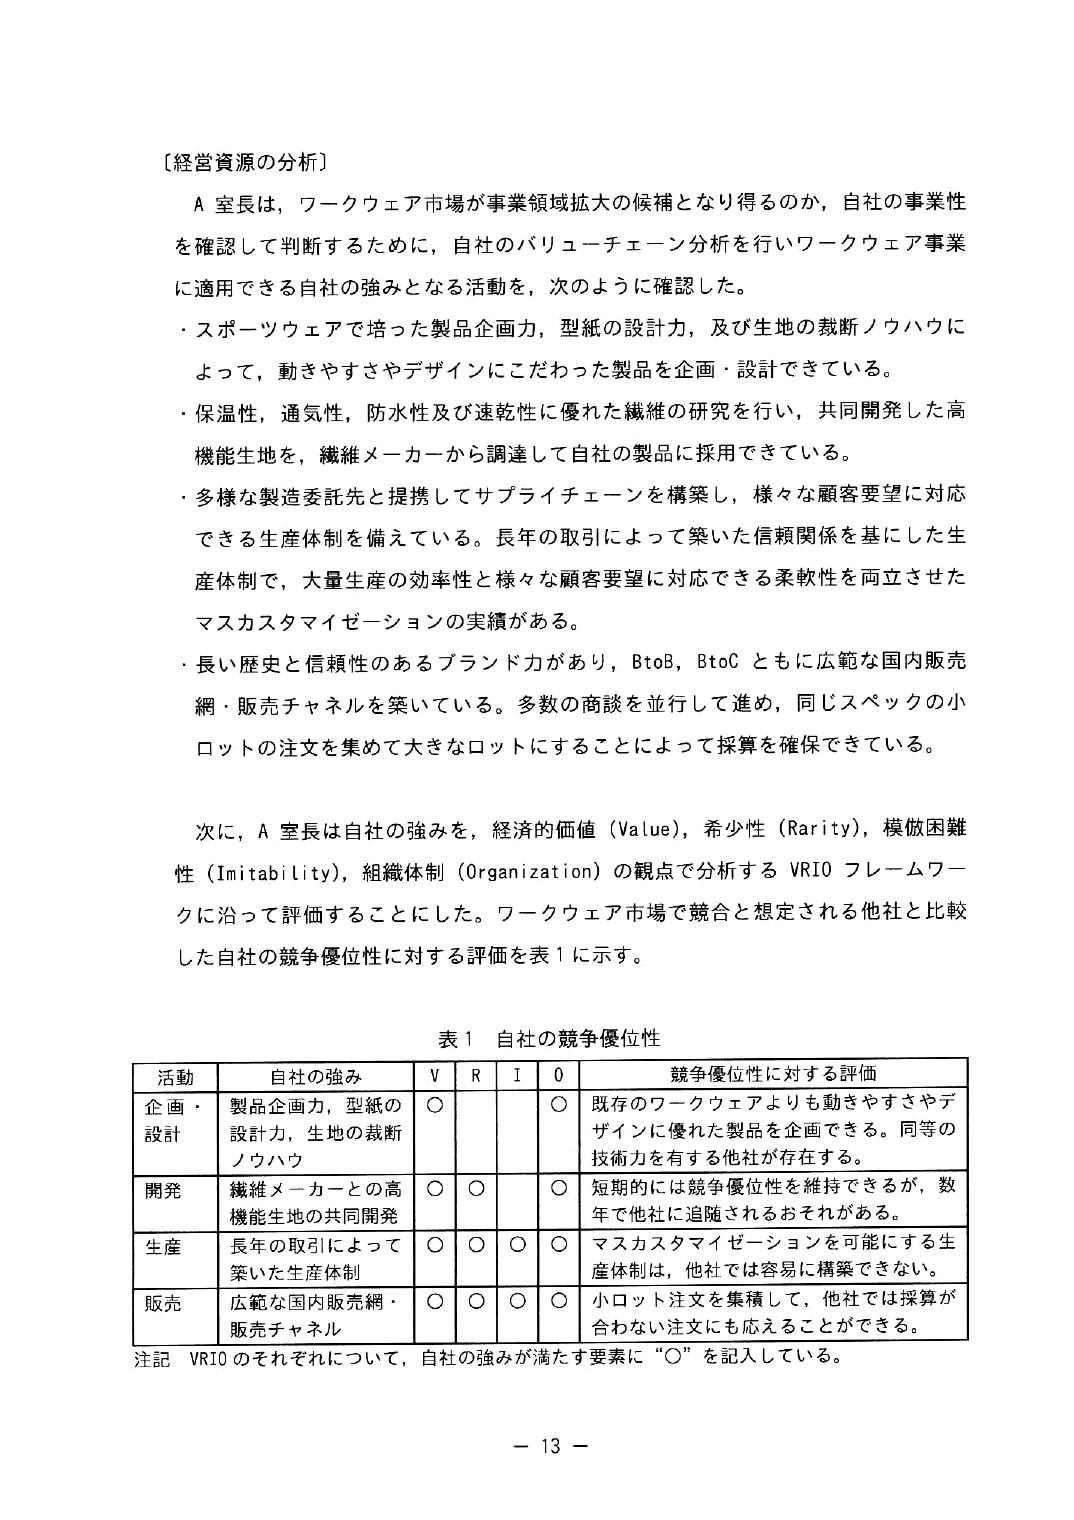 〔経営資源の分析〕
A 室長は，ワークウェア市場が事業領域拡大の候補となり得るのか，自社の事業性
を確認して判断するために，自社のバリューチェーン分析を行いワークウェア事業
に適用できる自社の強みとなる活動を，次のように確認した。
・スポーツウェアで培った製品企画力，型紙の設計力，及び生地の裁断ノウハウに
よって，動きやすさやデザインにこだわった製品を企画・設計できている。
・保温性，通気性，防水性及び速乾性に優れた繊維の研究を行い，共同開発した高
機能生地を，繊維メーカーから調達して自社の製品に採用できている。
・多様な製造委託先と提携してサプライチェーンを構築し，様々な顧客要望に対応
できる生産体制を備えている。長年の取引によって築いた信頼関係を基にした生
産体制で，大量生産の効率性と様々な顧客要望に対応できる柔軟性を両立させた
マスカスタマイゼーションの実績がある。
・長い歴史と信頼性のあるブランド力があり，BtoB，BtoC ともに広範な国内販売
網・販売チャネルを築いている。多数の商談を並行して進め，同じスペックの小
ロットの注文を集めて大きなロットにすることによって採算を確保できている。
次に，A 室長は自社の強みを，経済的価値（Value），希少性（Rarity），模倣困難
性（Imitability），組織体制（Organization）の観点で分析する VRIO フレームワー
クに沿って評価することにした。ワークウェア市場で競合と想定される他社と比較
した自社の競争優位性に対する評価を表1に示す。
表1　自社の競争優位性
活動　自社の強み　V　R　I　O　競争優位性に対する評価
企画・　製品企画力，型紙の　〇　　　〇　既存のワークウェアよりも動きやすさやデ
設計　設計力，生地の裁断　ザインに優れた製品を企画できる。同等の
ノウハウ　技術力を有する他社が存在する。
開発　繊維メーカーとの高　〇　〇　　〇　短期的には競争優位性を維持できるが，数
機能生地の共同開発　年で他社に追随されるおそれがある。
生産　長年の取引によって　〇　〇　〇　〇　マスカスタマイゼーションを可能にする生
築いた生産体制　産体制は，他社では容易に構築できない。
販売　広範な国内販売網・　〇　〇　〇　〇　小ロット注文を集積して，他社では採算が
販売チャネル　合わない注文にも応えることができる。
注記　VRIO のそれぞれについて，自社の強みが満たす要素に“〇”を記入している。
－ 13 －